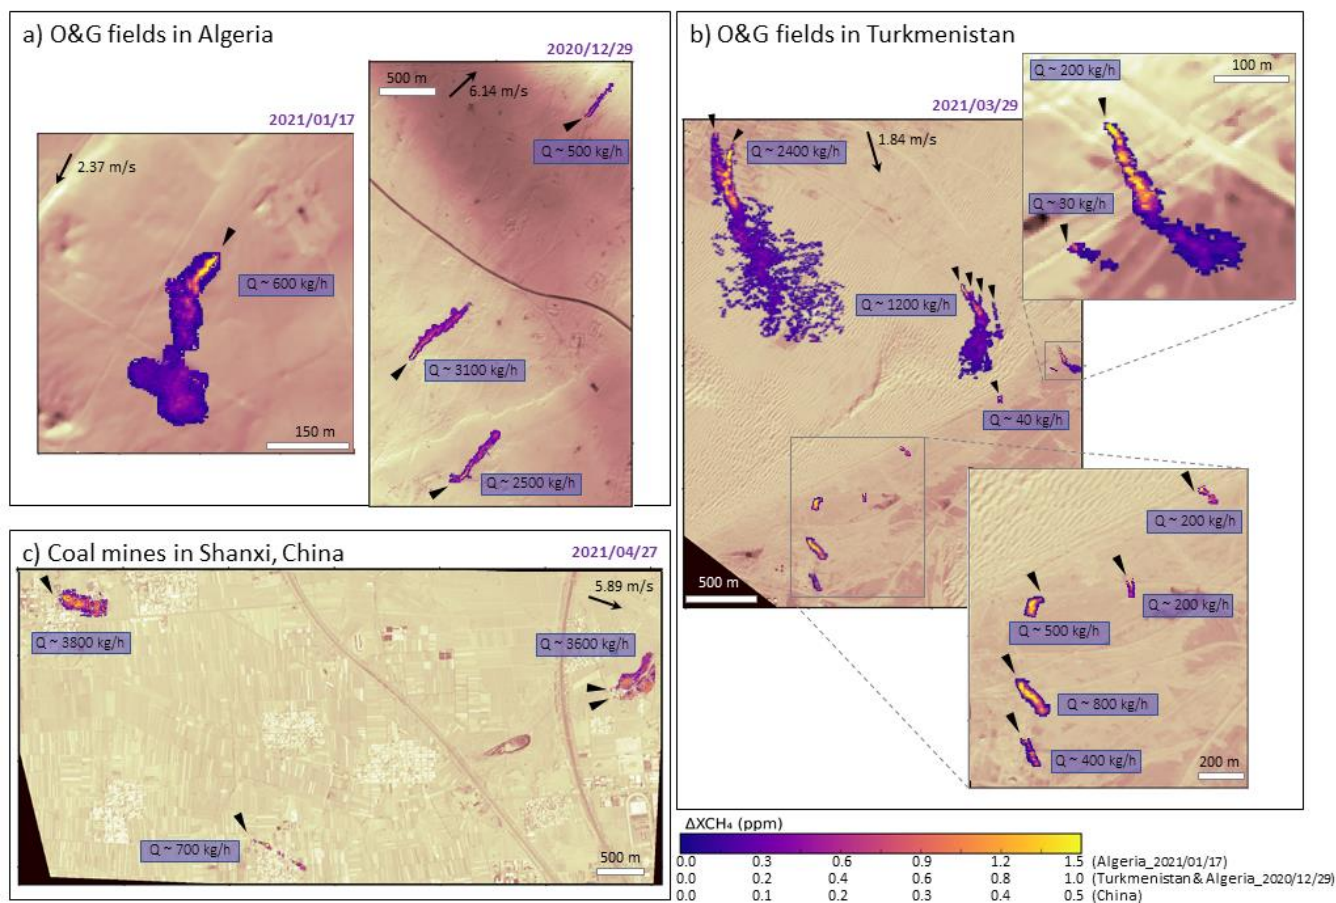 a) O&G fields in Algeria
2021/01/17
2.37 m/s
Q ~ 600 kg/h
150 m
2020/12/29
500 m
6.14 m/s
Q ~ 500 kg/h
Q ~ 3100 kg/h
Q ~ 2500 kg/h
b) O&G fields in Turkmenistan
2021/03/29
Q ~ 2400 kg/h
1.84 m/s
Q ~ 1200 kg/h
Q ~ 40 kg/h
500 m
Q ~ 200 kg/h
100 m
Q ~ 30 kg/h
Q ~ 200 kg/h
Q ~ 200 kg/h
Q ~ 500 kg/h
Q ~ 800 kg/h
Q ~ 400 kg/h
200 m
c) Coal mines in Shanxi, China
2021/04/27
5.89 m/s
Q ~ 3800 kg/h
Q ~ 3600 kg/h
Q ~ 700 kg/h
500 m
ΔXCH₄ (ppm)
0.0 0.3 0.6 0.9 1.2 1.5 (Algeria_2021/01/17)
0.0 0.2 0.4 0.6 0.8 1.0 (Turkmenistan & Algeria_2020/12/29)
0.0 0.1 0.2 0.3 0.4 0.5 (China)